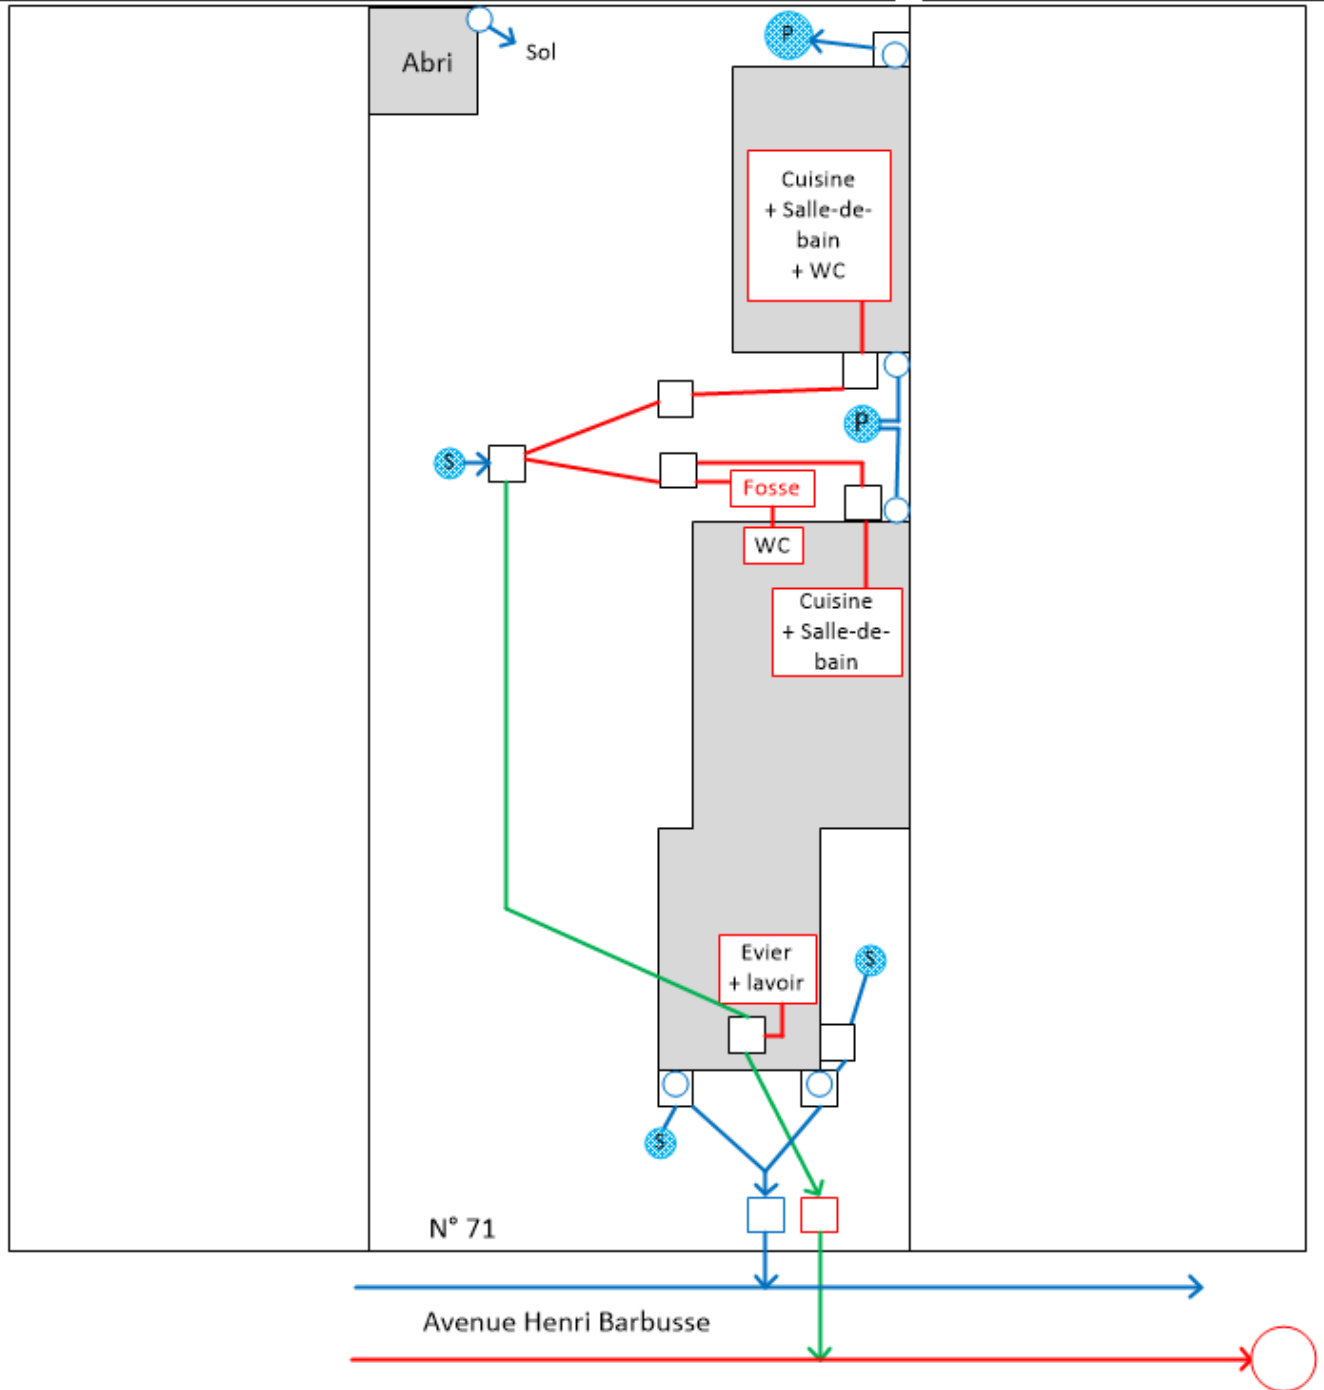 P
Abri
Sol
Cuisine
+ Salle-de-
bain
+ WC
P
S
Fosse
WC
Cuisine
+ Salle-de-
bain
Evier
+ lavoir
S
S
N° 71
Avenue Henri Barbusse